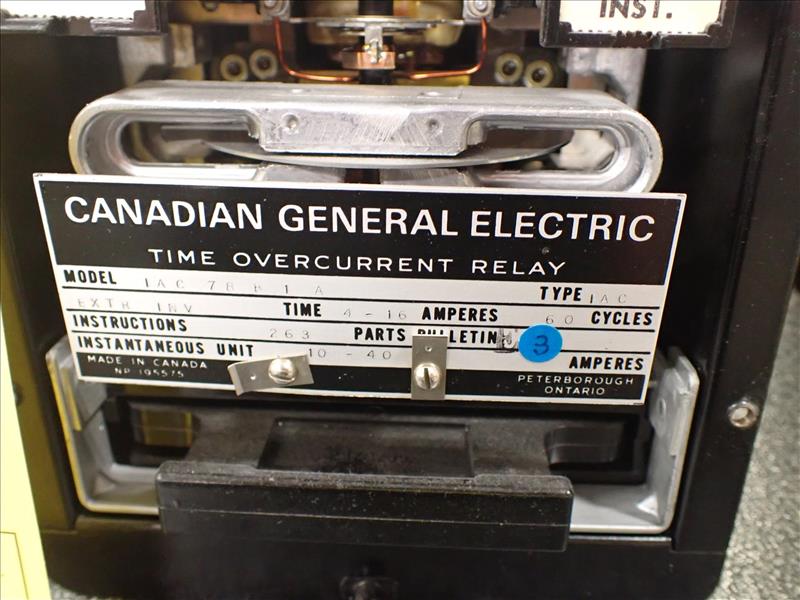 INST.
CANADIAN GENERAL ELECTRIC
TIME OVERCURRENT RELAY
MODEL IAC 78 B 1 A TYPE IAC
EXTR INV TIME 4 - 16 AMPERES 60 CYCLES
INSTRUCTIONS 263 PARTS BULLETIN 3
INSTANTANEOUS UNIT 10 - 40 AMPERES
MADE IN CANADA PETERBOROUGH
NP 195575 ONTARIO